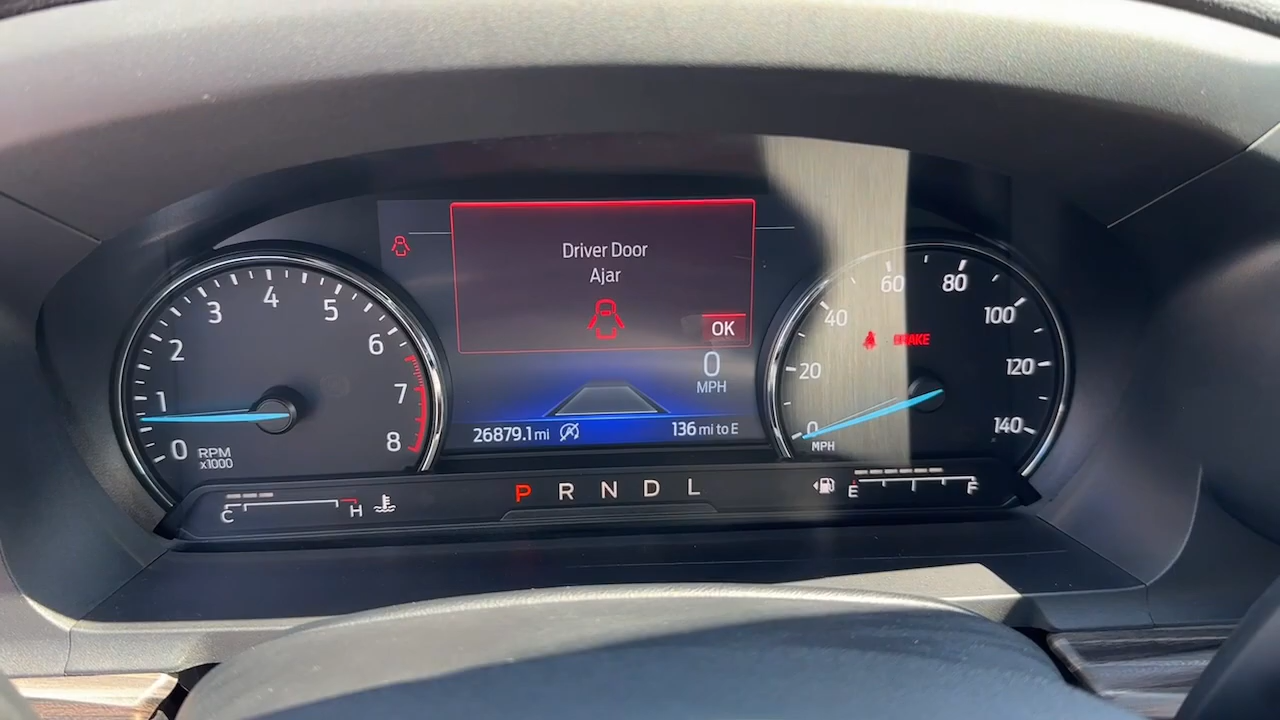 Driver Door
Ajar
OK
0
MPH
26879.1 mi
136 mi to E
0
1
2
3
4
5
6
7
8
RPM
x1000
0
20
40
60
80
100
120
140
MPH
BRAKE
C
H
P R N D L
E
F